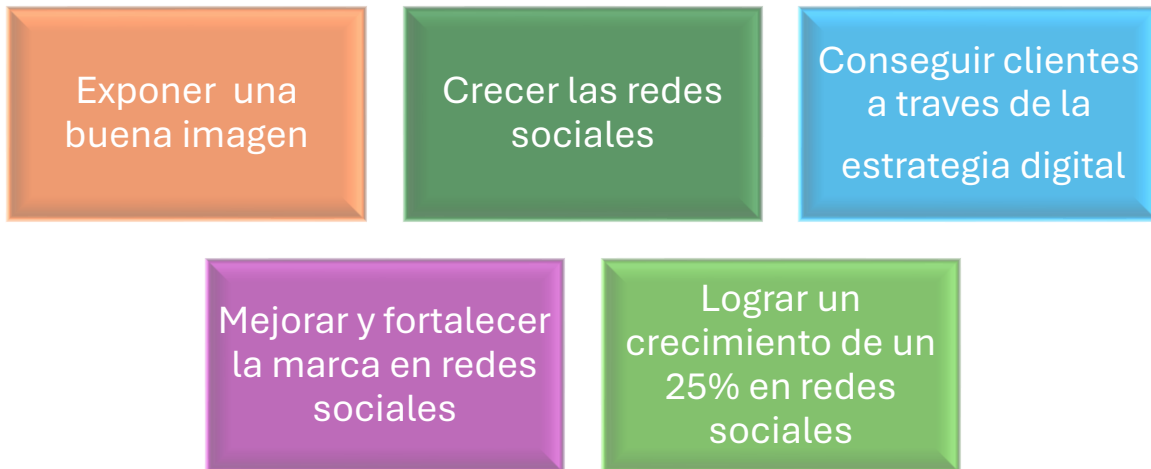 Exponer una
buena imagen
Crecer las redes
sociales
Conseguir clientes
a traves de la
estrategia digital
Mejorar y fortalecer
la marca en redes
sociales
Lograr un
crecimiento de un
25% en redes
sociales